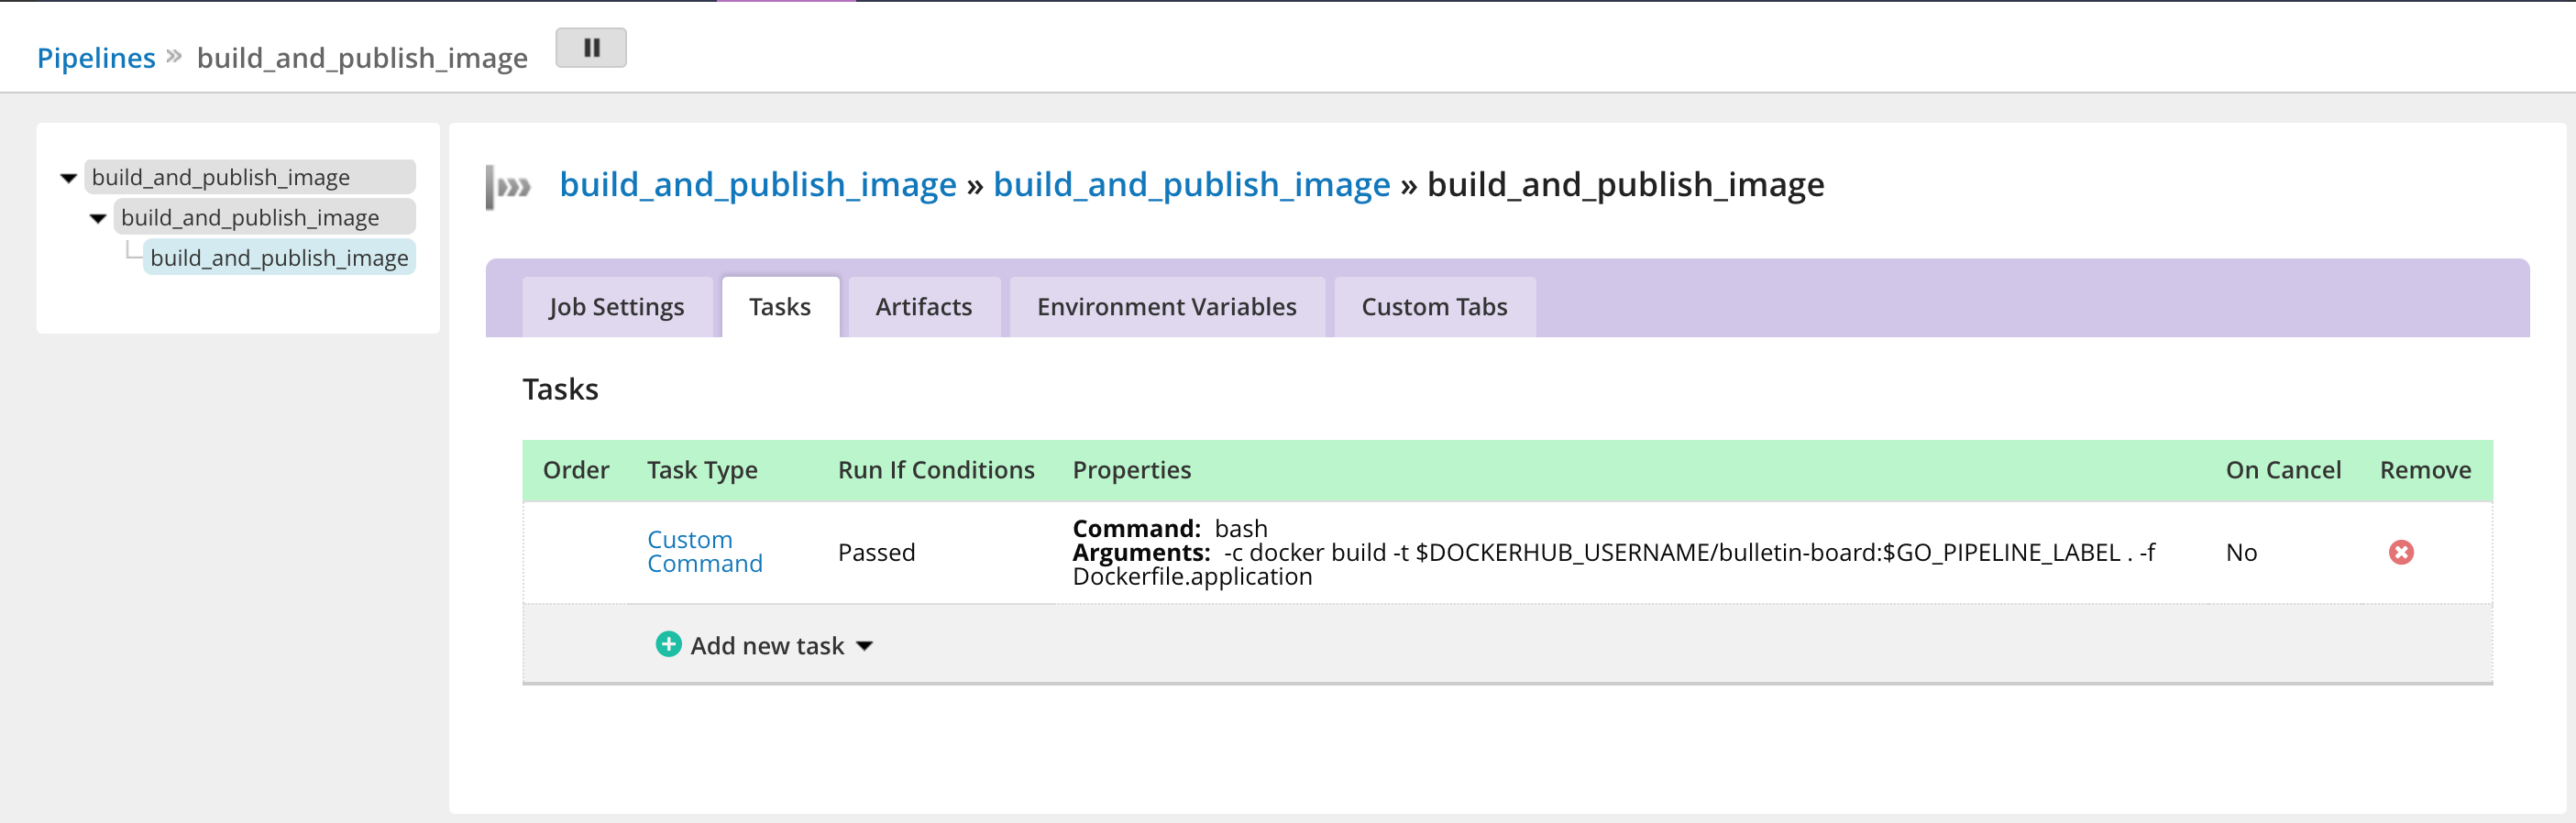 Pipelines » build_and_publish_image
build_and_publish_image
build_and_publish_image
build_and_publish_image
build_and_publish_image » build_and_publish_image » build_and_publish_image
Job Settings Tasks Artifacts Environment Variables Custom Tabs
Tasks
Order Task Type Run If Conditions Properties On Cancel Remove
Custom Command Passed Command: bash
Arguments: -c docker build -t $DOCKERHUB_USERNAME/bulletin-board:$GO_PIPELINE_LABEL . -f No
Dockerfile.application
Add new task